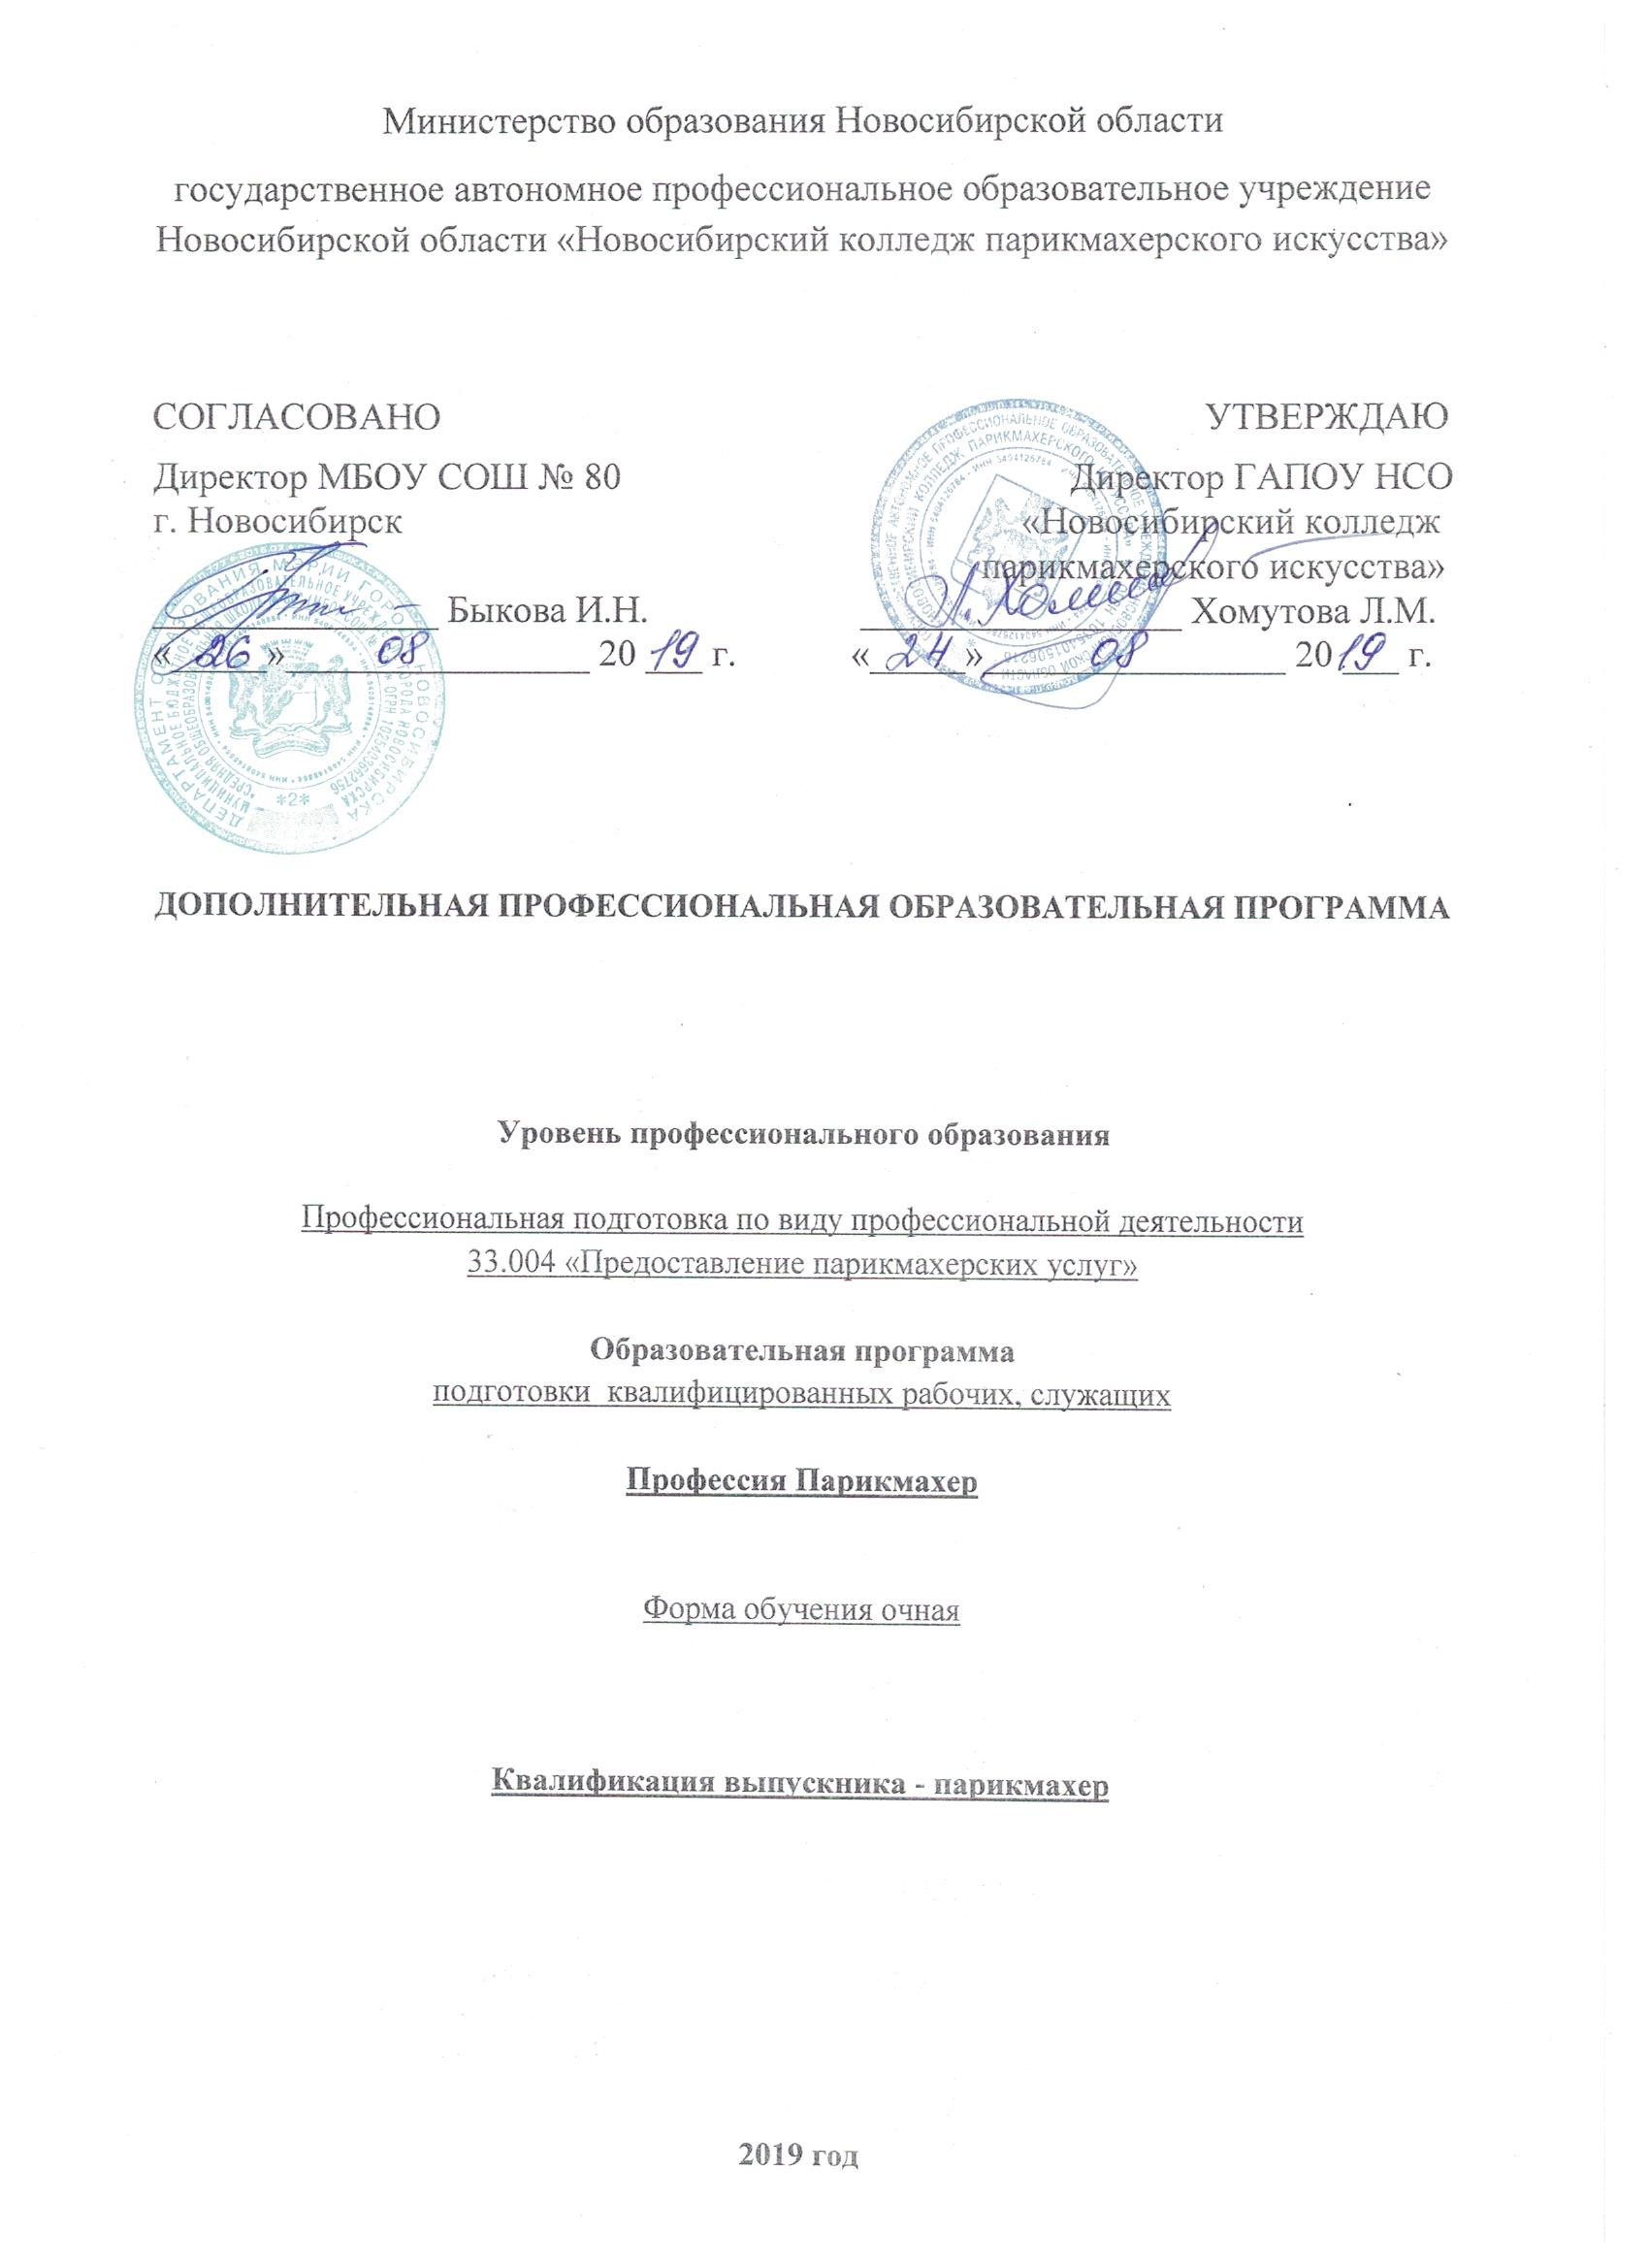 Министерство образования Новосибирской области
государственное автономное профессиональное образовательное учреждение
Новосибирской области «Новосибирский колледж парикмахерского искусства»
СОГЛАСОВАНО
Директор МБОУ СОШ № 80
г. Новосибирск
Быкова И.Н.
« 26 » 08 20 19 г.
УТВЕРЖДАЮ
Директор ГАПОУ НСО
«Новосибирский колледж
парикмахерского искусства»
Хомутова Л.М.
« 24 » 08 2019 г.
*2*
ДОПОЛНИТЕЛЬНАЯ ПРОФЕССИОНАЛЬНАЯ ОБРАЗОВАТЕЛЬНАЯ ПРОГРАММА
Уровень профессионального образования
Профессиональная подготовка по виду профессиональной деятельности
33.004 «Предоставление парикмахерских услуг»
Образовательная программа
подготовки квалифицированных рабочих, служащих
Профессия Парикмахер
Форма обучения очная
Квалификация выпускника - парикмахер
2019 год